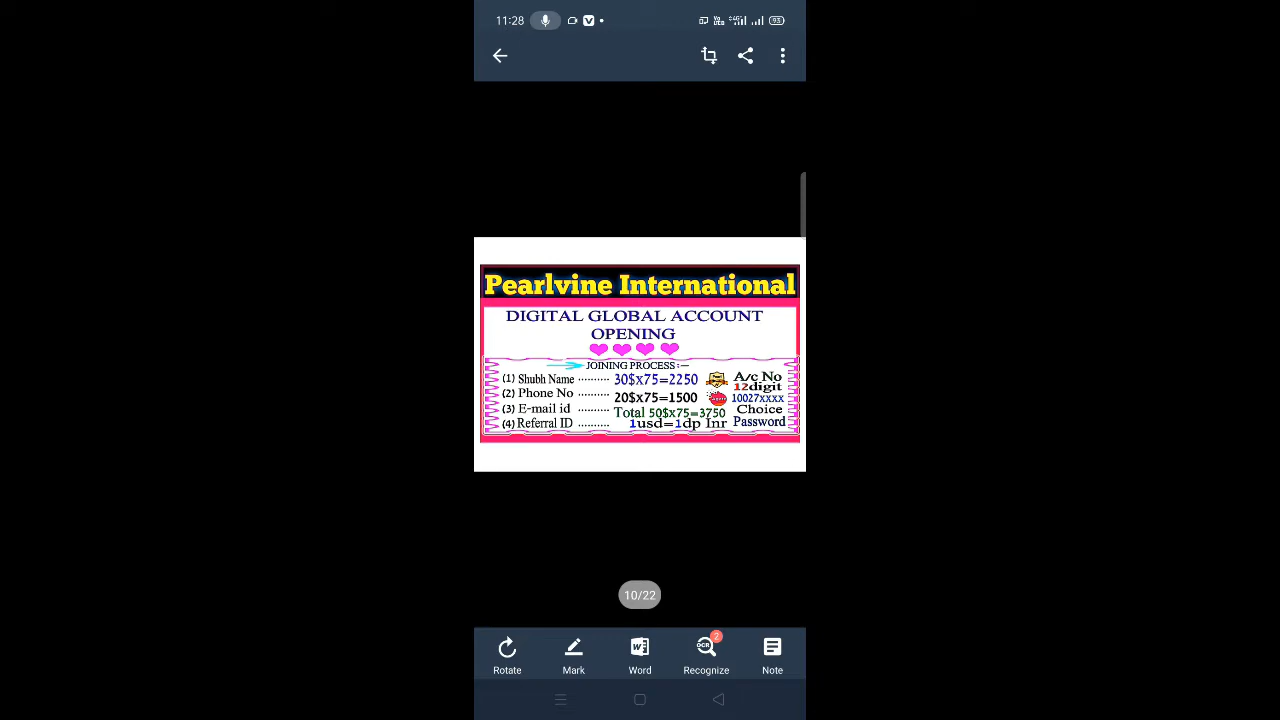 11:28
93
Pearlvine International
DIGITAL GLOBAL ACCOUNT
OPENING
JOINING PROCESS:-
(1) Shubh Name .......... 30$x75=2250
(2) Phone No .......... 20$x75=1500
(3) E-mail id .......... Total 50$x75=3750
(4) Referral ID .......... 1usd=1dp Inr
A/c No
12digit
10027xxxx
Choice
Password
10/22
2
Rotate
Mark
Word
Recognize
Note